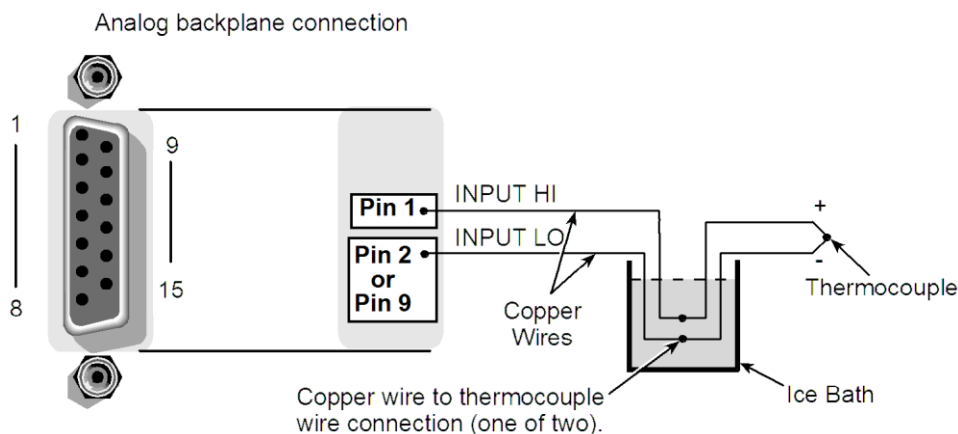 Analog backplane connection
1
9
8
15
Pin 1
Pin 2
or
Pin 9
INPUT HI
INPUT LO
+
-
Thermocouple
Copper
Wires
Ice Bath
Copper wire to thermocouple
wire connection (one of two).